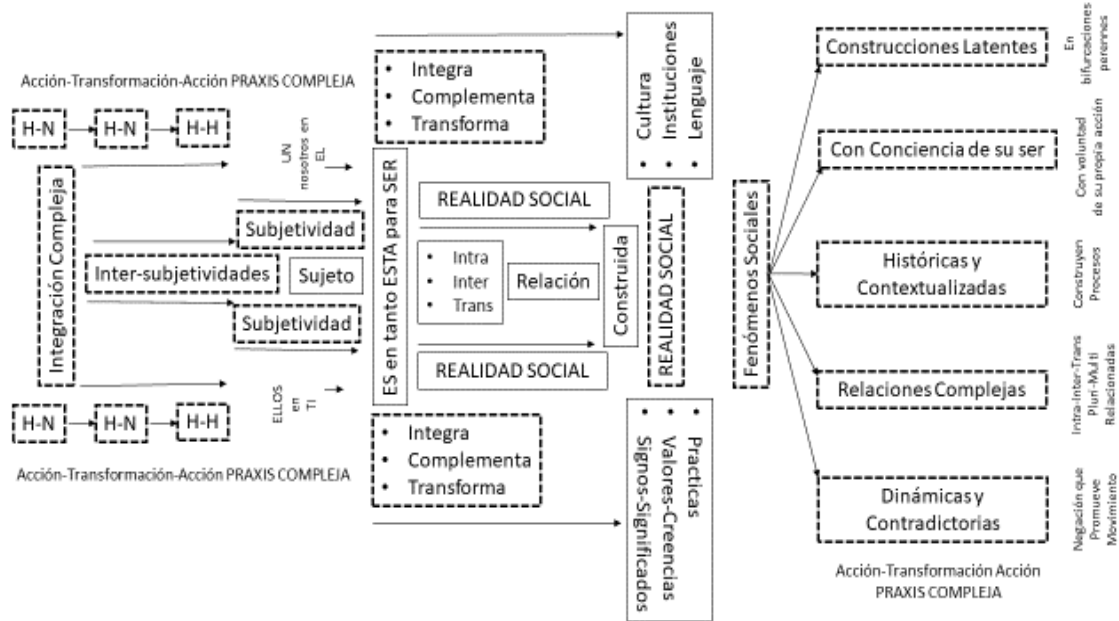 Acción-Transformación-Acción PRAXIS COMPLEJA
H-N
H-N
H-H
Integración Compleja
Inter-subjetividades
Subjetividad
Sujeto
Subjetividad
UN
nosotros en
EL
ELLOS
en
TI
H-N
H-N
H-H
Acción-Transformación-Acción PRAXIS COMPLEJA
• Integra
• Complementa
• Transforma
ES en tanto ESTA para SER
REALIDAD SOCIAL
• Intra
• Inter
• Trans
Relación
REALIDAD SOCIAL
• Integra
• Complementa
• Transforma
Construida
• Cultura
• Instituciones
• Lenguaje
REALIDAD SOCIAL
• Practicas
• Valores-Creencias
• Signos-Significados
Fenómenos Sociales
Construcciones Latentes
En
bifurcaciones
perennes
Con Conciencia de su ser
Con voluntad
de su propia acción
Históricas y
Contextualizadas
Construyen
Procesos
Relaciones Complejas
Intra-Inter-Trans
Pluri-Multi
Relacionadas
Dinámicas y
Contradictorias
Negación que
Promueve
Movimiento
Acción-Transformación Acción
PRAXIS COMPLEJA